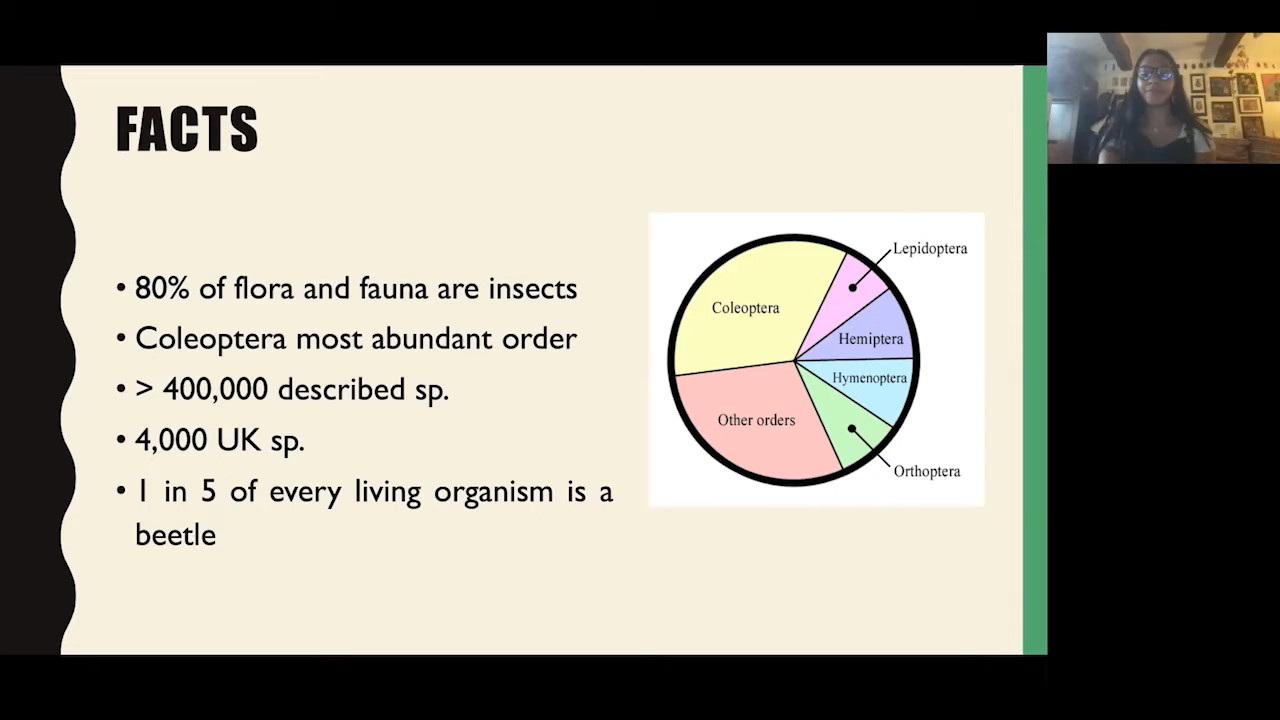 FACTS
• 80% of flora and fauna are insects
• Coleoptera most abundant order
• > 400,000 described sp.
• 4,000 UK sp.
• 1 in 5 of every living organism is a
beetle
Lepidoptera
Coleoptera
Hemiptera
Hymenoptera
Other orders
Orthoptera